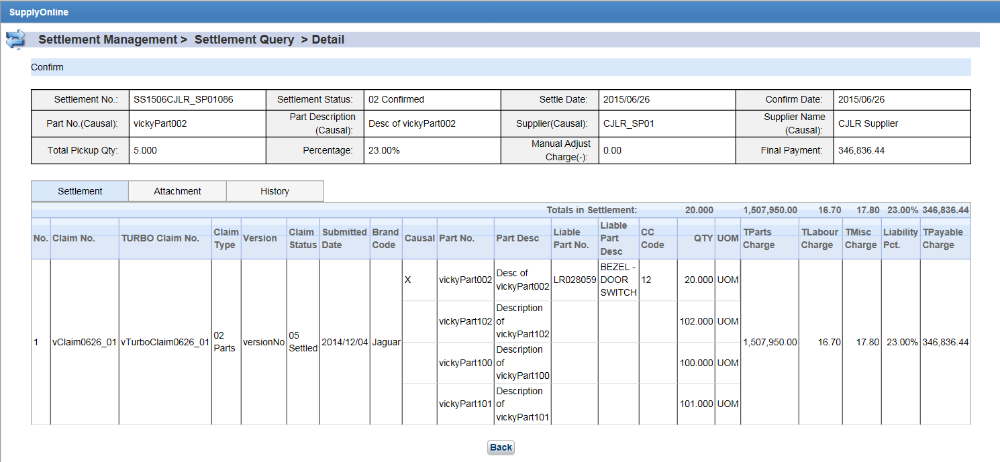 SupplyOnline
Settlement Management > Settlement Query > Detail
Confirm
Settlement No.: SS1506CJLR_SP01086 Settlement Status: 02 Confirmed Settle Date: 2015/06/26 Confirm Date: 2015/06/26
Part No.(Causal): vickyPart002 Part Description (Causal): Desc of vickyPart002 Supplier(Causal): CJLR_SP01 Supplier Name (Causal): CJLR Supplier
Total Pickup Qty: 5.000 Percentage: 23.00% Manual Adjust Charge(-): 0.00 Final Payment: 346,836.44
Settlement Attachment History
Totals in Settlement: 20.000 1,507,950.00 16.70 17.80 23.00% 346,836.44
No. Claim No. TURBO Claim No. Claim Type Version Claim Status Submitted Date Brand Code Causal Part No. Part Desc Liable Part No. Liable Part Desc CC Code QTY UOM TParts Charge TLabour Charge TMisc Charge Liability Pct. TPayable Charge
1 vClaim0626_01 vTurboClaim0626_01 02 Parts versionNo 05 Settled 2014/12/04 Jaguar X vickyPart002 Desc of vickyPart002 LR028059 BEZEL - DOOR SWITCH 12 20.000 UOM 1,507,950.00 16.70 17.80 23.00% 346,836.44
vickyPart102 Description of vickyPart102 102.000 UOM
vickyPart100 Description of vickyPart100 100.000 UOM
vickyPart101 Description of vickyPart101 101.000 UOM
Back